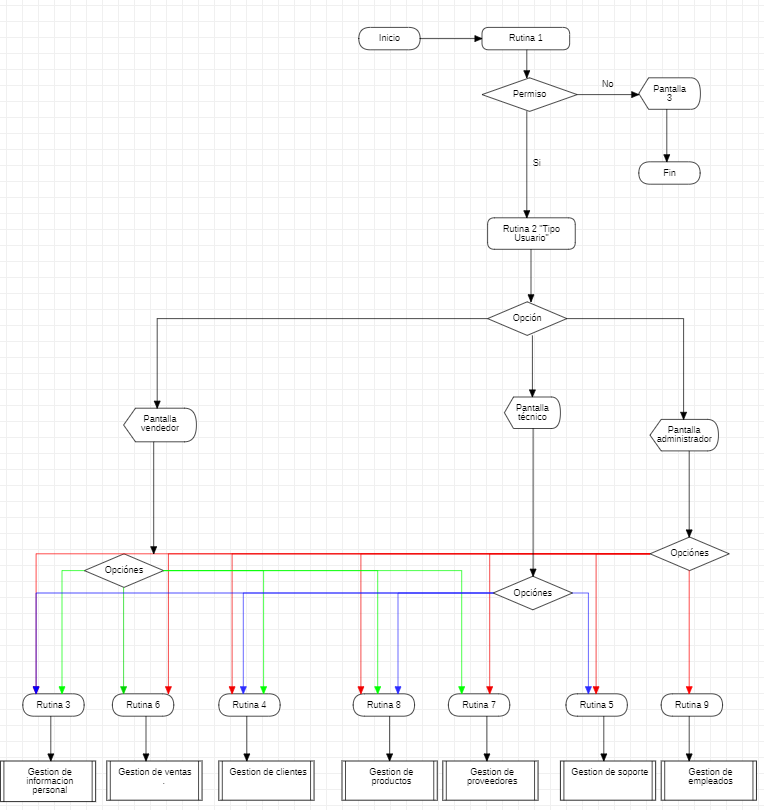 Inicio
Rutina 1
Permiso
No
Pantalla
3
Si
Fin
Rutina 2 "Tipo
Usuario"
Opción
Pantalla
vendedor
Pantalla
técnico
Pantalla
administrador
Opciónes
Opciónes
Opciónes
Rutina 3
Rutina 6
Rutina 4
Rutina 8
Rutina 7
Rutina 5
Rutina 9
Gestion de
informacion
personal
Gestion de ventas
.
Gestion de clientes
Gestion de
productos
Gestion de
proveedores
Gestion de soporte
Gestion de
empleados